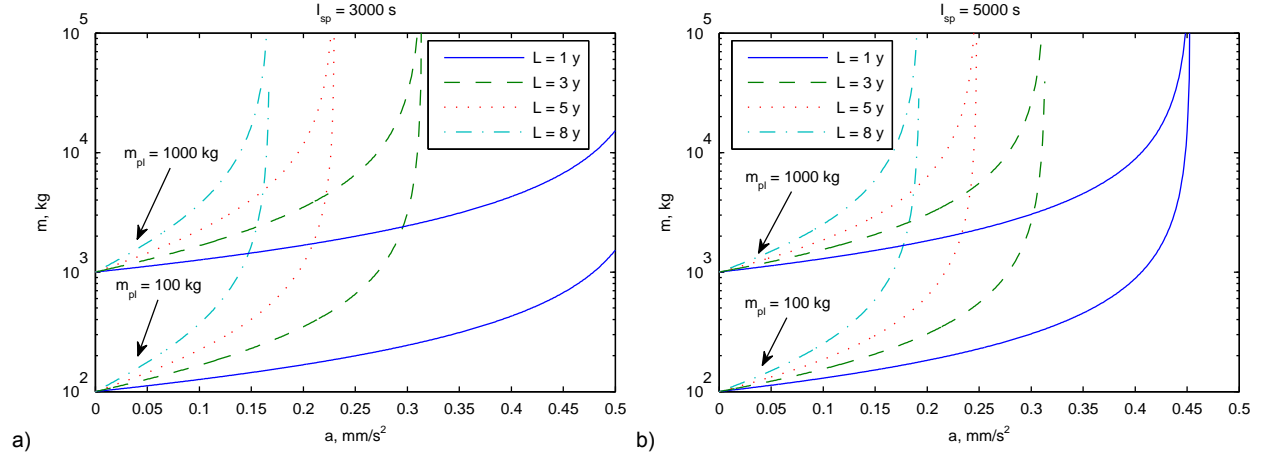 I_sp = 3000 s
10^5
10^4
10^3
10^2
m, kg
m_pl = 1000 kg
m_pl = 100 kg
L = 1 y
L = 3 y
L = 5 y
L = 8 y
0 0.05 0.1 0.15 0.2 0.25 0.3 0.35 0.4 0.45 0.5
a, mm/s^2
a)
I_sp = 5000 s
10^5
10^4
10^3
10^2
m, kg
L = 1 y
L = 3 y
L = 5 y
L = 8 y
m_pl = 1000 kg
m_pl = 100 kg
0 0.05 0.1 0.15 0.2 0.25 0.3 0.35 0.4 0.45 0.5
a, mm/s^2
b)